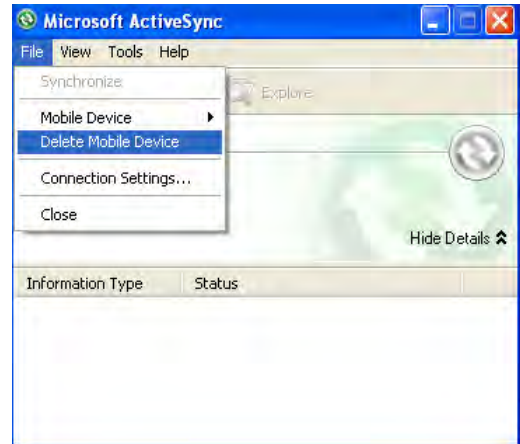 Microsoft ActiveSync
File View Tools Help
Synchronize
Explore
Mobile Device
Delete Mobile Device
Connection Settings...
Close
Hide Details
Information Type Status